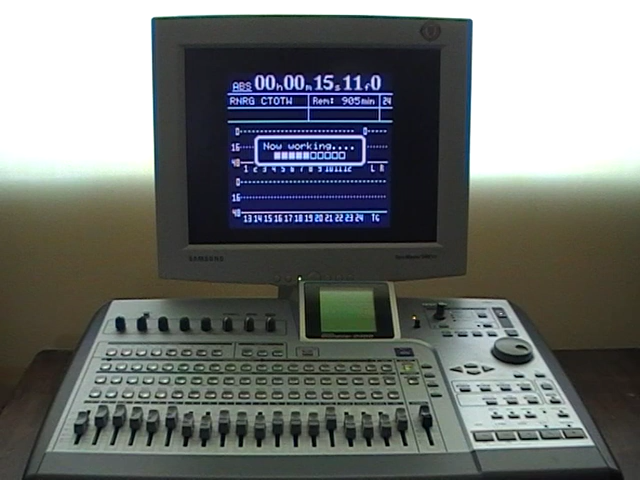 ABS 00h00m15s11f0
RNRG CTOTW Rem: 905min 24
0 0
16
Now working....
48
1 2 3 4 5 6 7 8 9 10 11 12 L R
0
16
48
13 14 15 16 17 18 19 20 21 22 23 24 TC
SAMSUNG